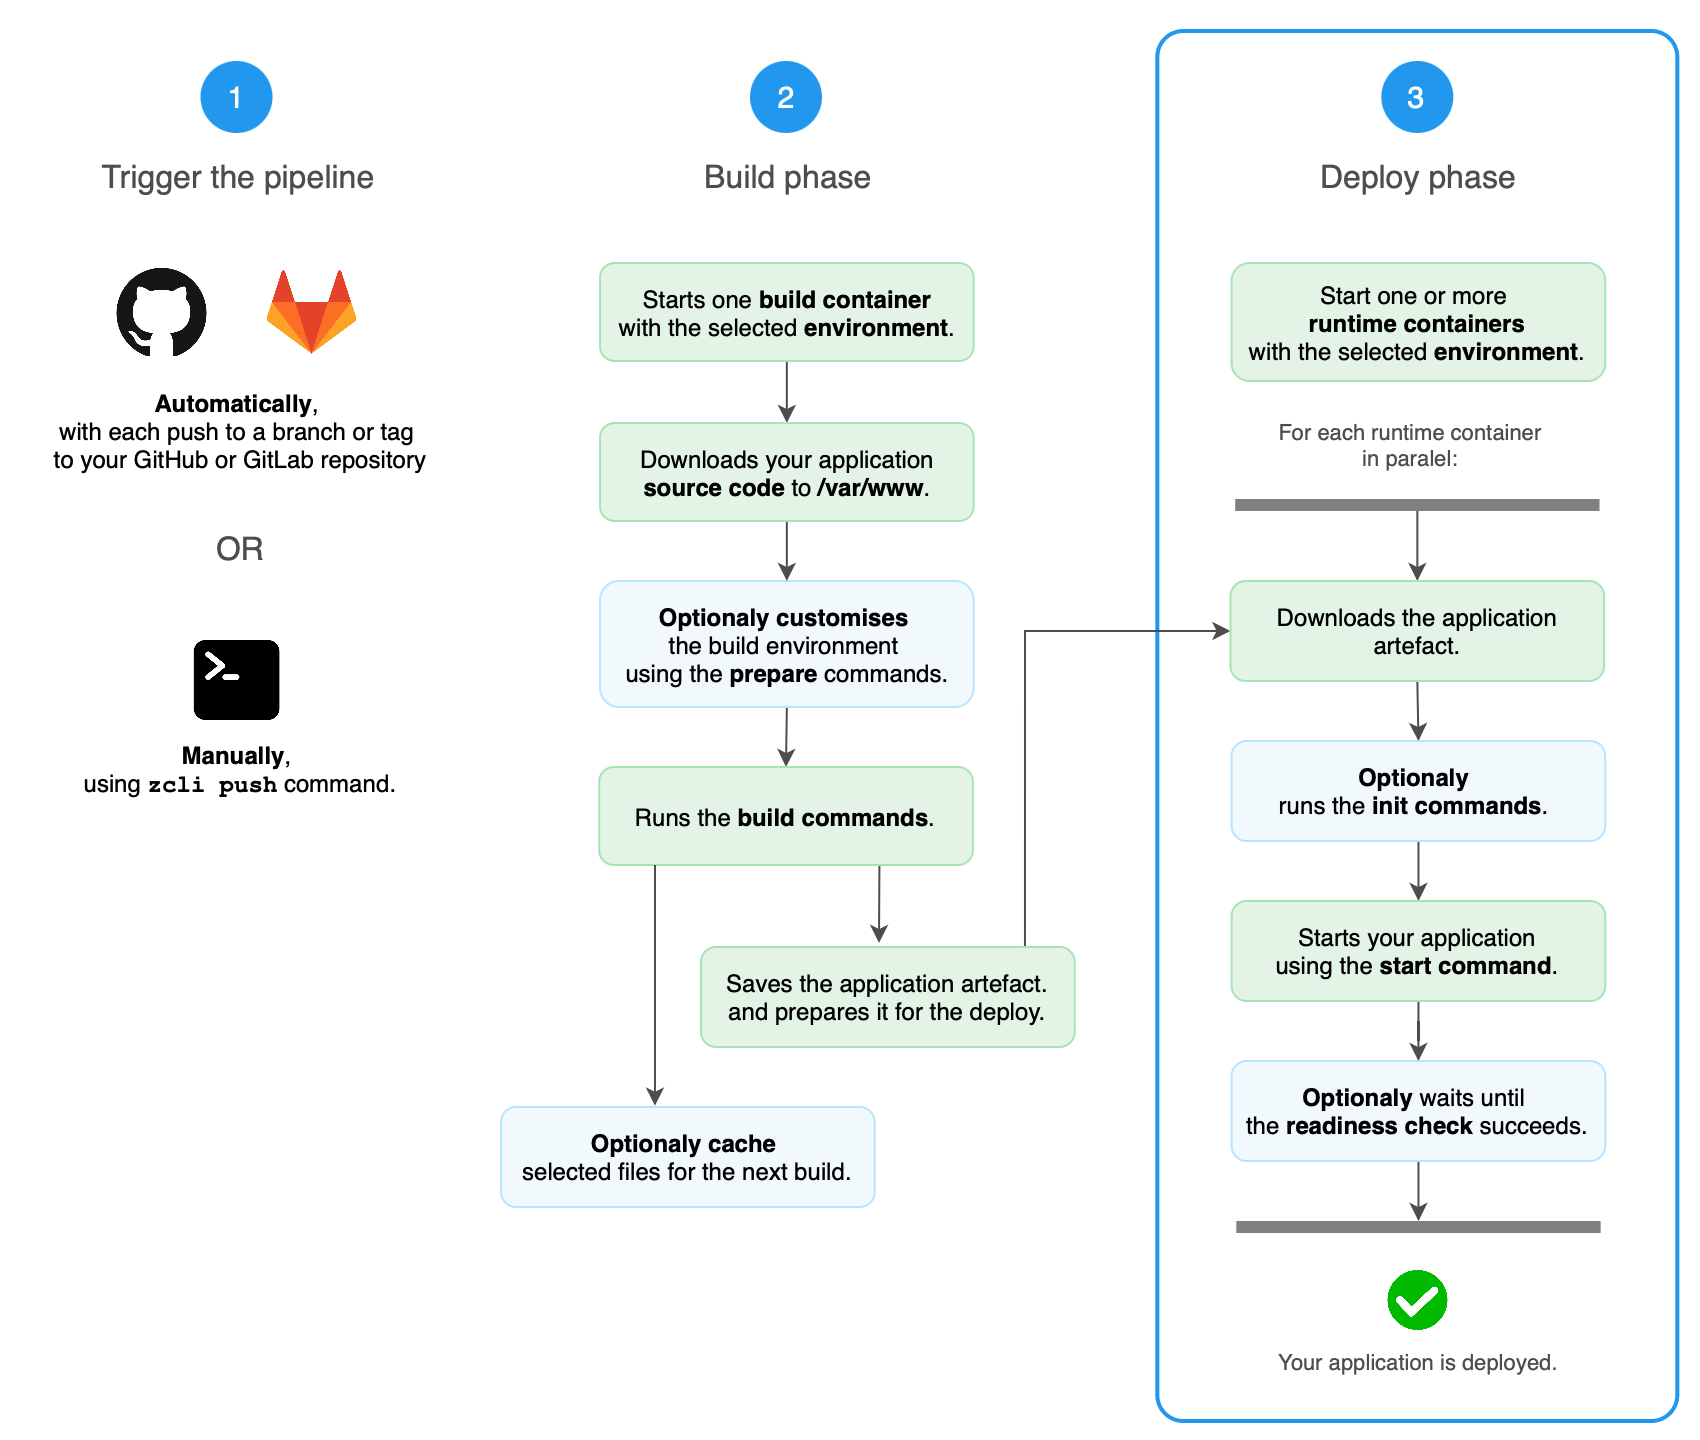 1
Trigger the pipeline
Automatically,
with each push to a branch or tag
to your GitHub or GitLab repository
OR
>_
Manually,
using zcli push command.
2
Build phase
Starts one build container
with the selected environment.
Downloads your application
source code to /var/www.
Optionaly customises
the build environment
using the prepare commands.
Runs the build commands.
Saves the application artefact.
and prepares it for the deploy.
Optionaly cache
selected files for the next build.
3
Deploy phase
Start one or more
runtime containers
with the selected environment.
For each runtime container
in paralel:
Downloads the application
artefact.
Optionaly
runs the init commands.
Starts your application
using the start command.
Optionaly waits until
the readiness check succeeds.
Your application is deployed.